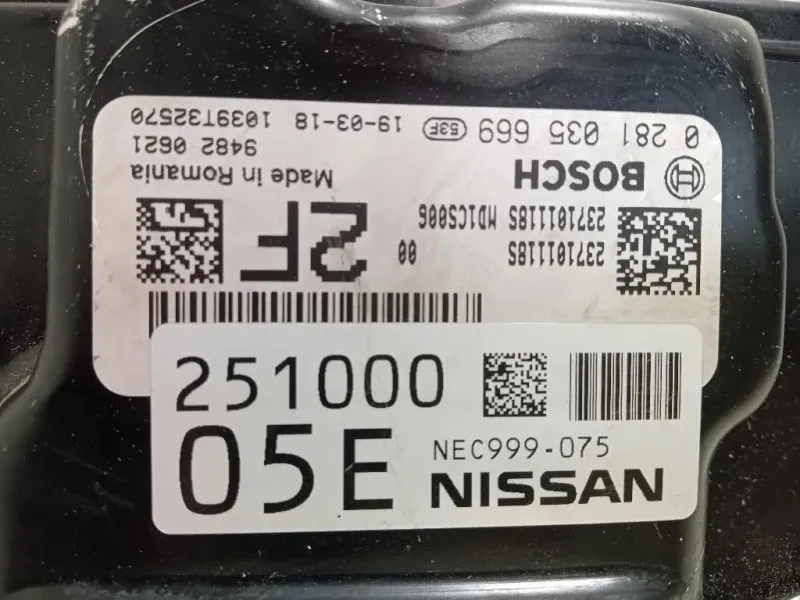 0 281 035 669 53F 19-03-18 1039T32570
BOSCH
9482 0621
Made in Romania
237101118S MD1CS006
237101118S 00
2F
251000
05E
NEC999-075
NISSAN